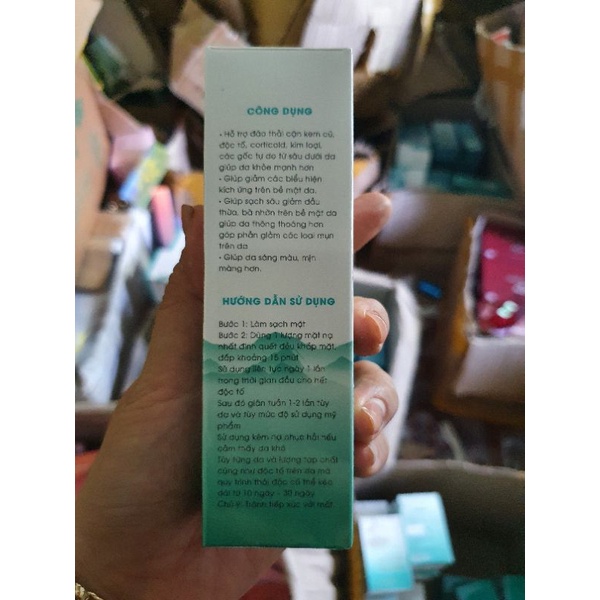 CÔNG DỤNG
• Hỗ trợ đào thải cặn kem cũ,
độc tố, corticoid, kim loại,
các gốc tự do từ sâu dưới da
giúp da khỏe mạnh hơn
• Giúp giảm các biểu hiện
kích ứng trên bề mặt da.
• Giúp sạch sâu giảm dầu
thừa, bã nhờn trên bề mặt da
giúp da thông thoáng hơn
góp phần giảm các loại mụn
trên da
• Giúp da sáng màu, mịn
màng hơn.
HƯỚNG DẪN SỬ DỤNG
Bước 1: Làm sạch mặt
Bước 2: Dùng 1 lượng mặt nạ
nhất định quét đều khắp mặt,
đắp khoảng 15 phút
Sử dụng liên tục ngày 1 lần
trong thời gian đầu cho hết
độc tố
Sau đó giãn tuần 1-2 lần tùy
da và tùy mức độ sử dụng mỹ
phẩm
Sử dụng kèm nạ phục hồi nếu
cảm thấy da khô
Tùy từng da và lượng tạp chất
cũng như độc tố trên da mà
quy trình thải độc có thể kéo
dài từ 10 ngày - 30 ngày
Chú ý: tránh tiếp xúc với mắt